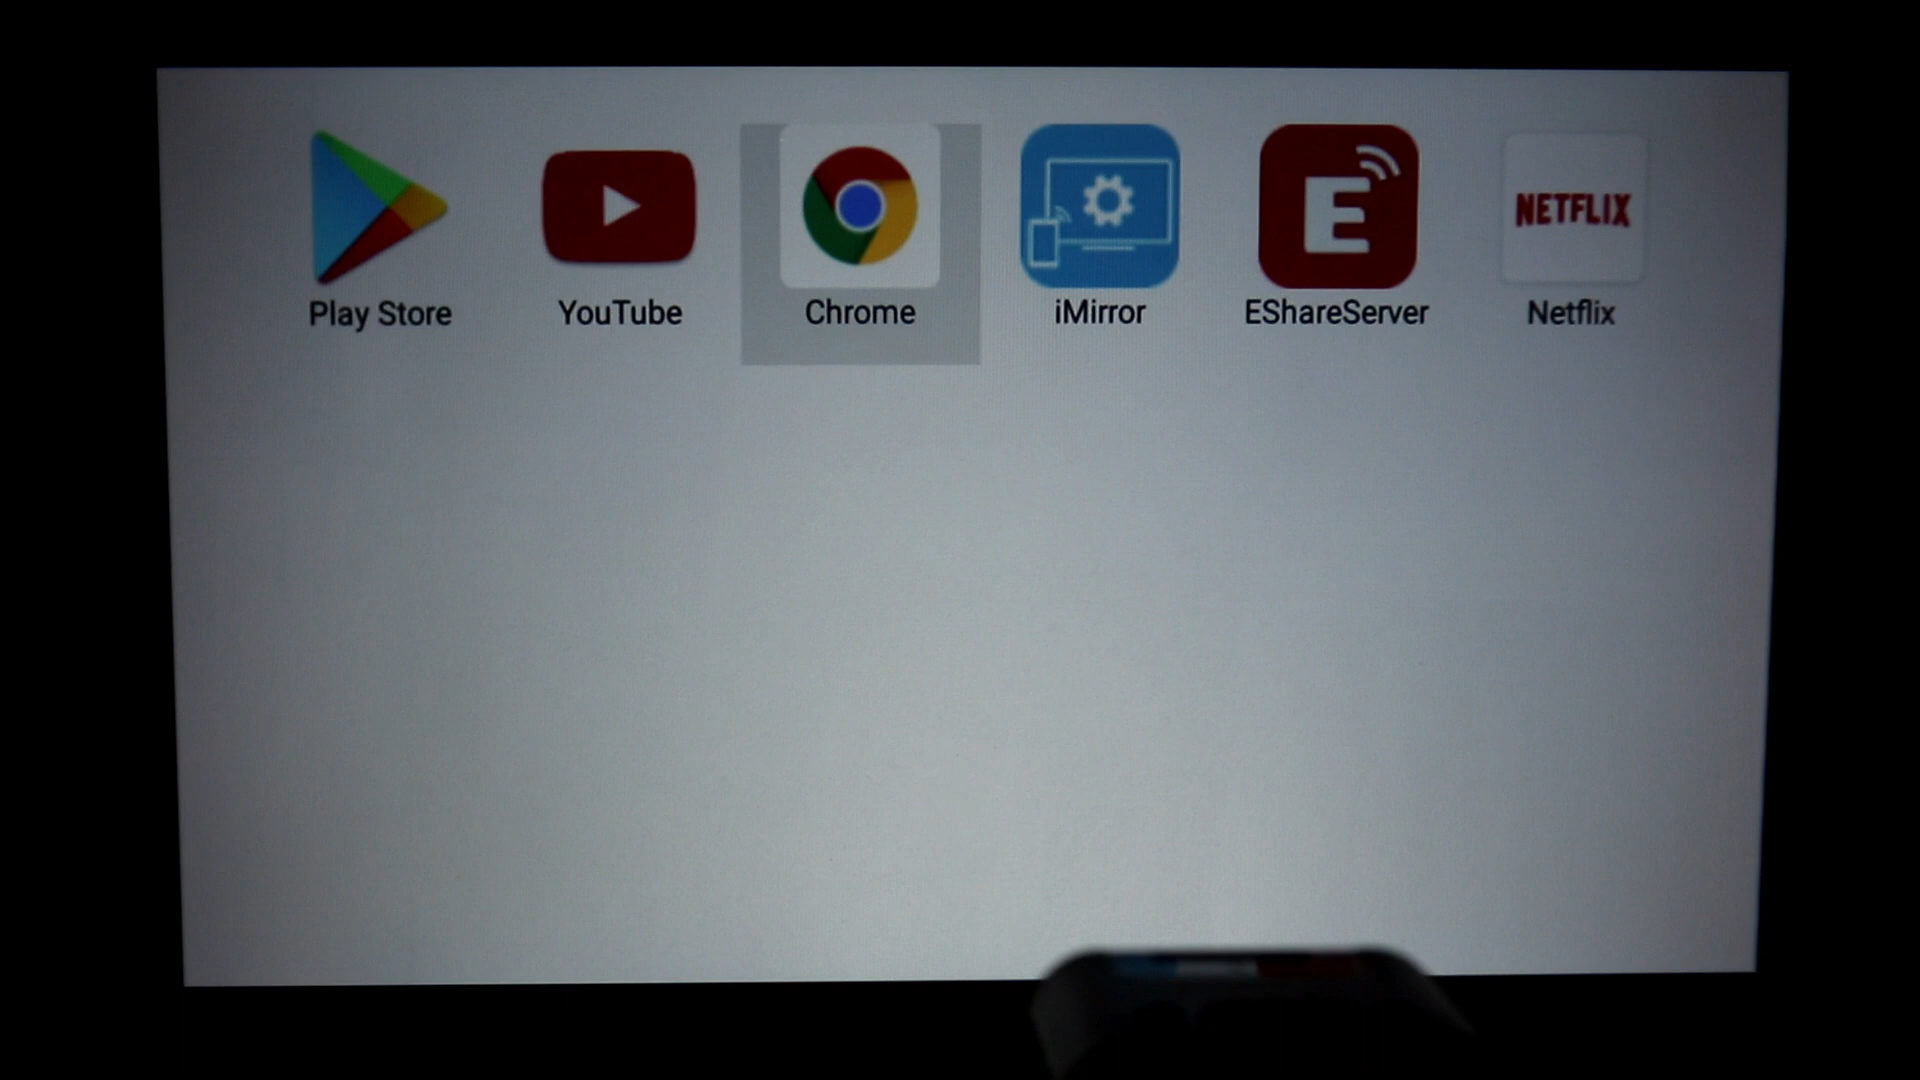 E
NETFLIX
Play Store
YouTube
Chrome
iMirror
EShareServer
Netflix